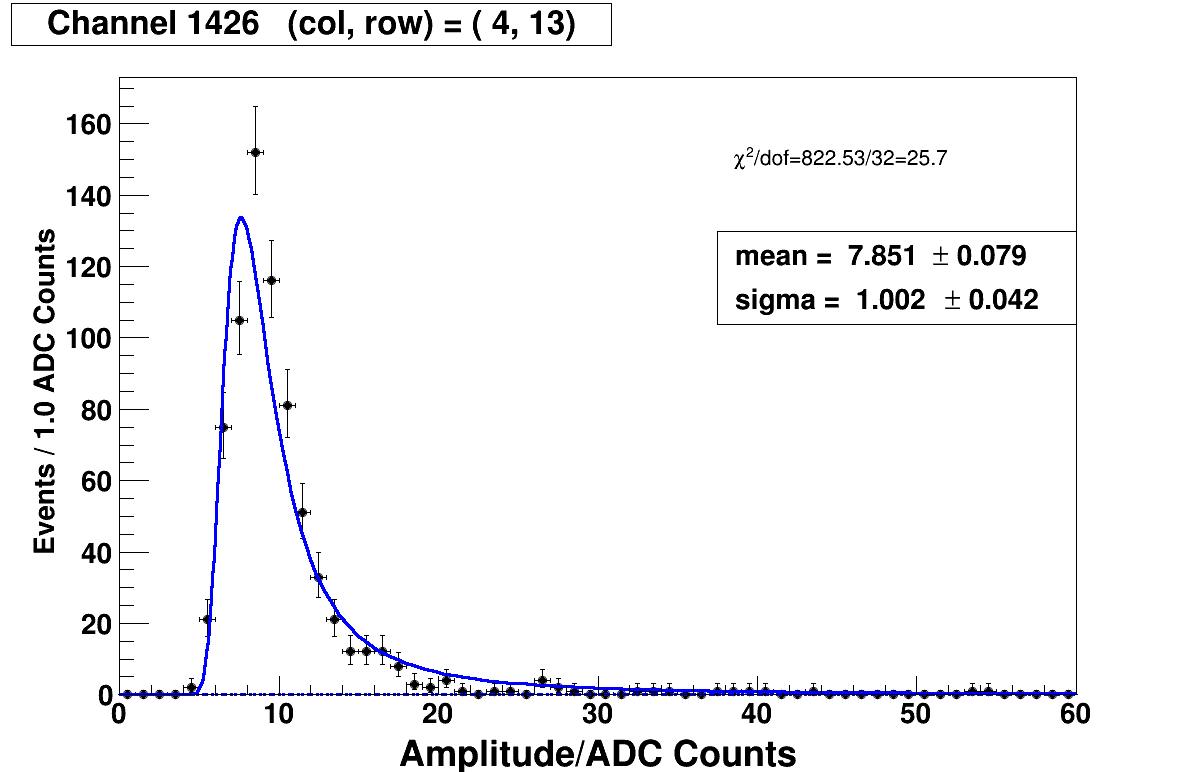 Channel 1426 (col, row) = ( 4, 13)
χ²/dof=822.53/32=25.7
mean = 7.851 ± 0.079
sigma = 1.002 ± 0.042
Events / 1.0 ADC Counts
160
140
120
100
80
60
40
20
0
0 10 20 30 40 50 60
Amplitude/ADC Counts